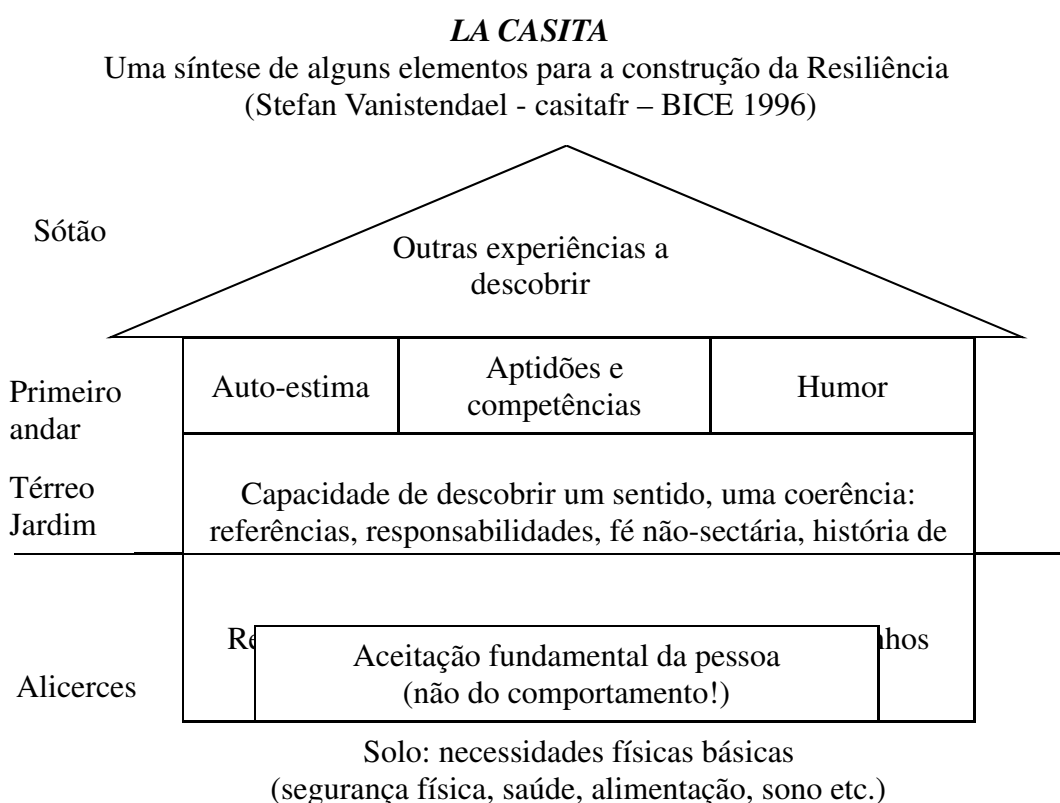 LA CASITA
Uma síntese de alguns elementos para a construção da Resiliência
(Stefan Vanistendael - casitafr – BICE 1996)
Sótão
Outras experiências a
descobrir
Primeiro
andar
Auto-estima
Aptidões e
competências
Humor
Térreo
Jardim
Capacidade de descobrir um sentido, uma coerência:
referências, responsabilidades, fé não-sectária, história de
Alicerces
Aceitação fundamental da pessoa
(não do comportamento!)
Solo: necessidades físicas básicas
(segurança física, saúde, alimentação, sono etc.)